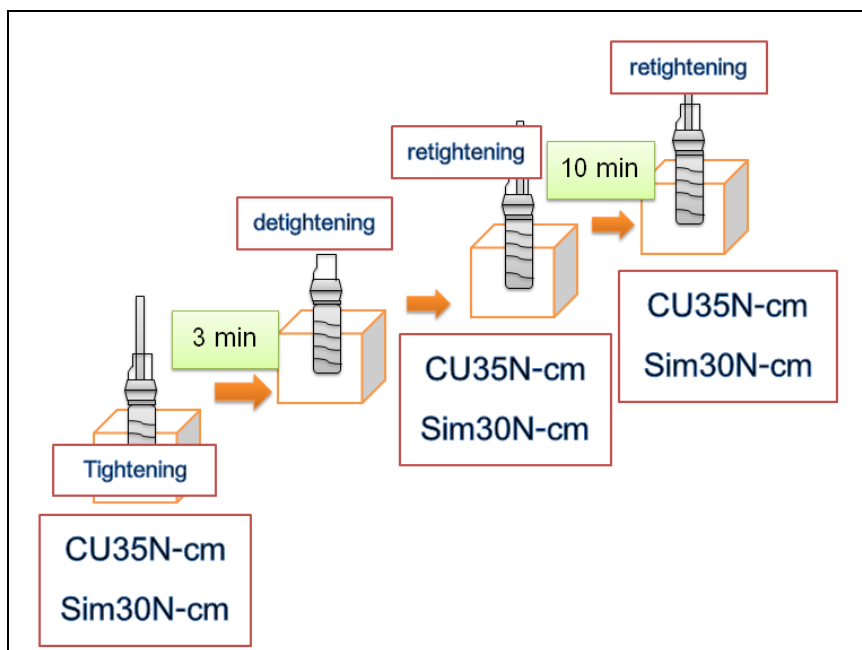 retightening
retightening
10 min
detightening
CU35N-cm
Sim30N-cm
3 min
CU35N-cm
Sim30N-cm
Tightening
CU35N-cm
Sim30N-cm